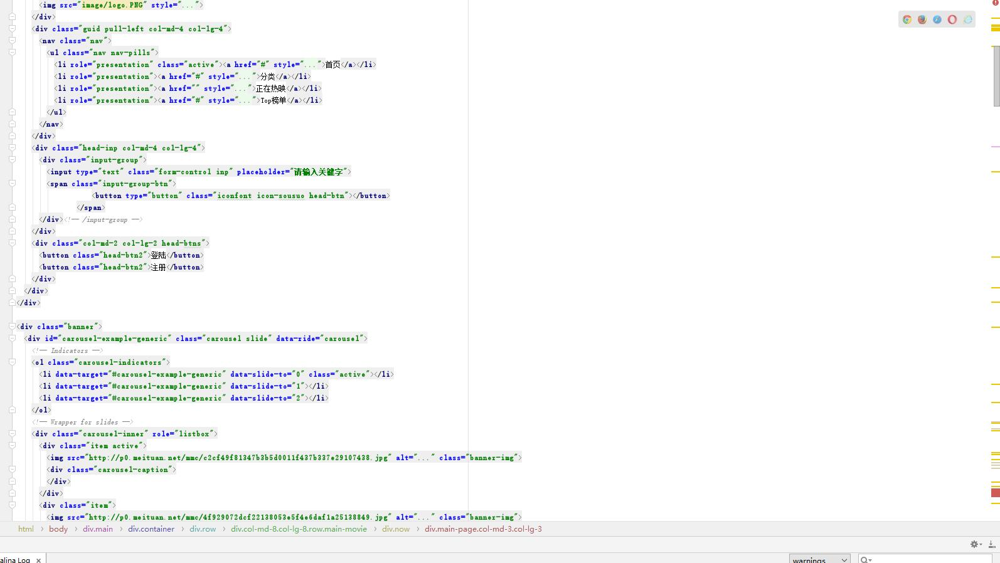 <img src="image/logo.PNG" style="...">
</div>
<div class="guid pull-left col-md-4 col-lg-4">
<nav class="nav">
<ul class="nav nav-pills">
<li role="presentation" class="active"><a href="#" style="...">首页</a></li>
<li role="presentation"><a href="#" style="...">分类</a></li>
<li role="presentation"><a href="" style="...">正在热映</a></li>
<li role="presentation"><a href="#" style="...">Top榜单</a></li>
</ul>
</nav>
</div>
<div class="head-inp col-md-4 col-lg-4">
<div class="input-group">
<input type="text" class="form-control inp" placeholder="请输入关键字">
<span class="input-group-btn">
<button type="button" class="iconfont icon-sousuo head-btn"></button>
</span>
</div><!-- /input-group -->
</div>
<div class="col-md-2 col-lg-2 head-btns">
<button class="head-btn2">登陆</button>
<button class="head-btn2">注册</button>
</div>
</div>
</div>
<div class="banner">
<div id="carousel-example-generic" class="carousel slide" data-ride="carousel">
<!-- Indicators -->
<ol class="carousel-indicators">
<li data-target="#carousel-example-generic" data-slide-to="0" class="active"></li>
<li data-target="#carousel-example-generic" data-slide-to="1"></li>
<li data-target="#carousel-example-generic" data-slide-to="2"></li>
</ol>
<!-- Wrapper for slides -->
<div class="carousel-inner" role="listbox">
<div class="item active">
<img src="http://p0.meituan.net/mmc/c2cf49f81347b3b5d0011f437b337e29107438.jpg" alt="..." class="banner-img">
<div class="carousel-caption">
</div>
</div>
<div class="item">
<img src="http://p0.meituan.net/mmc/4f929072dcf22138053e5f4e6daf1a25138849.jpg" alt="..." class="banner-img">
html › body › div.main › div.container › div.row › div.col-md-8.col-lg-8.row.main-movie › div.now › div.main-page.col-md-3.col-lg-3
alina Log × warnings